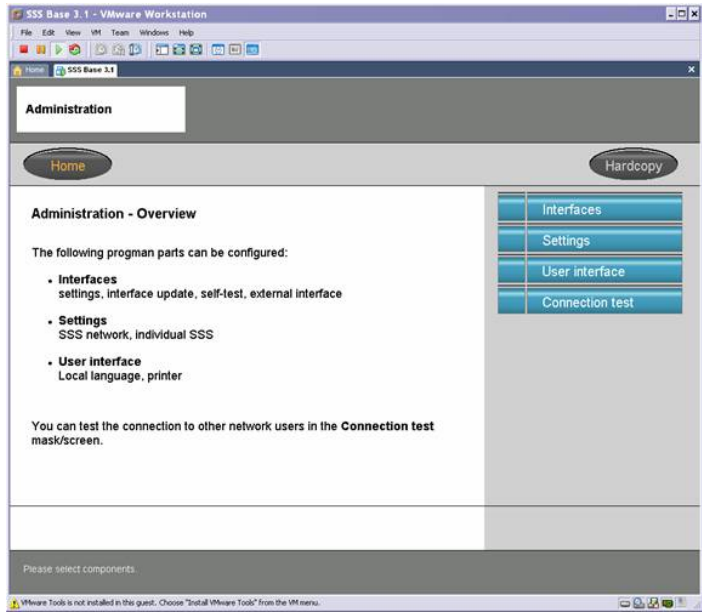 SSS Base 3.1 - VMware Workstation
File Edit View VM Team Windows Help
Home SSS Base 3.1
Administration
Home Hardcopy
Administration - Overview
The following progman parts can be configured:
• Interfaces
settings, interface update, self-test, external interface
• Settings
SSS network, individual SSS
• User interface
Local language, printer
You can test the connection to other network users in the Connection test
mask/screen.
Interfaces
Settings
User interface
Connection test
Please select components.
VMware Tools is not installed in this guest. Choose "Install VMware Tools" from the VM menu.